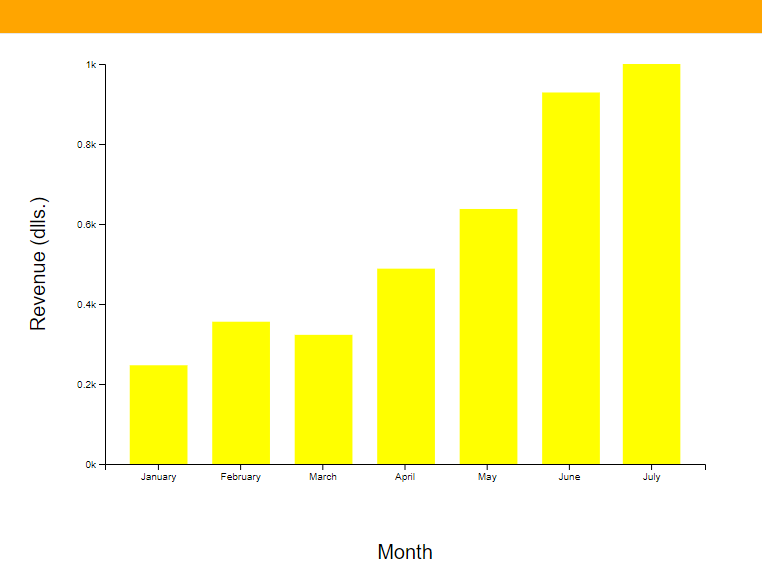 1k
0.8k
0.6k
0.4k
0.2k
0k
Revenue (dlls.)
January February March April May June July
Month